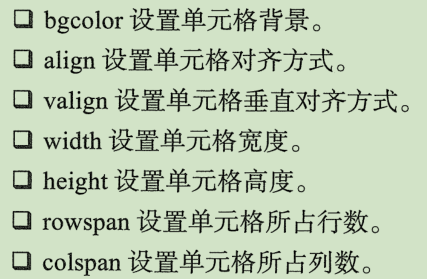 ❑ bgcolor 设置单元格背景。
❑ align 设置单元格对齐方式。
❑ valign 设置单元格垂直对齐方式。
❑ width 设置单元格宽度。
❑ height 设置单元格高度。
❑ rowspan 设置单元格所占行数。
❑ colspan 设置单元格所占列数。